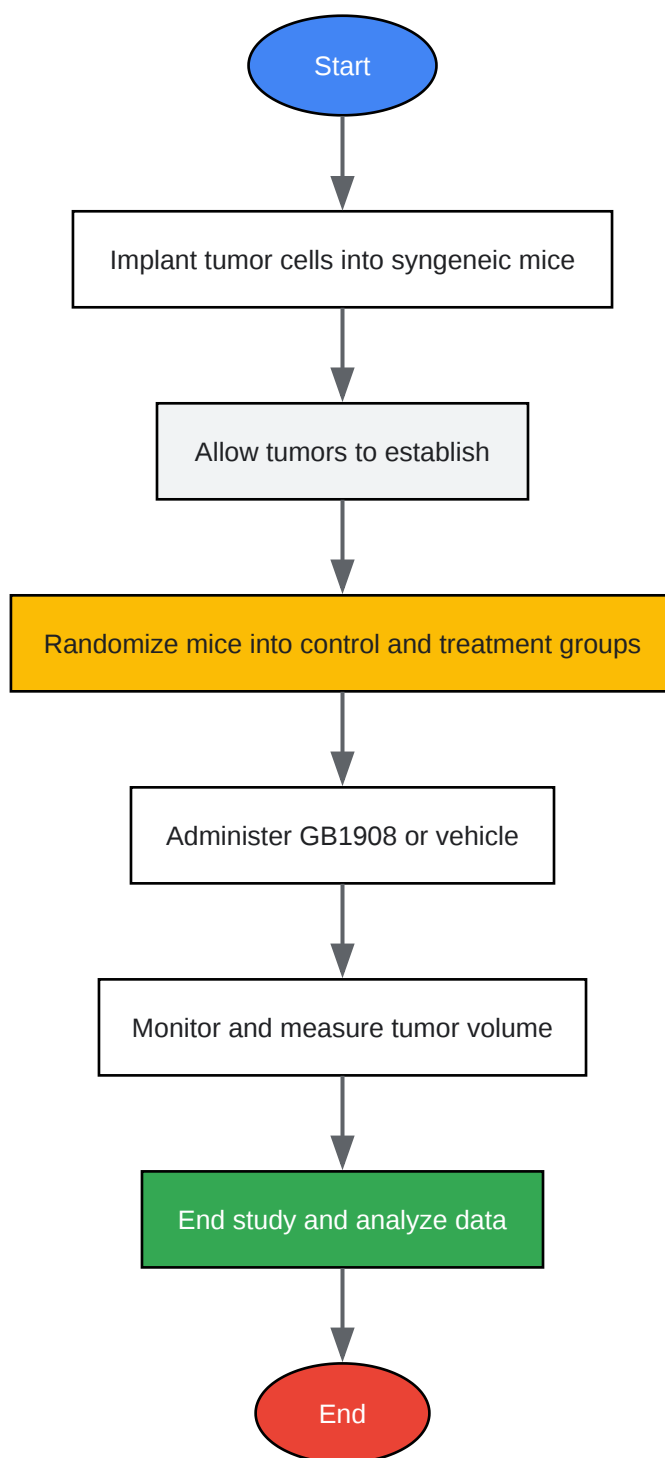 Start
Implant tumor cells into syngeneic mice
Allow tumors to establish
Randomize mice into control and treatment groups
Administer GB1908 or vehicle
Monitor and measure tumor volume
End study and analyze data
End